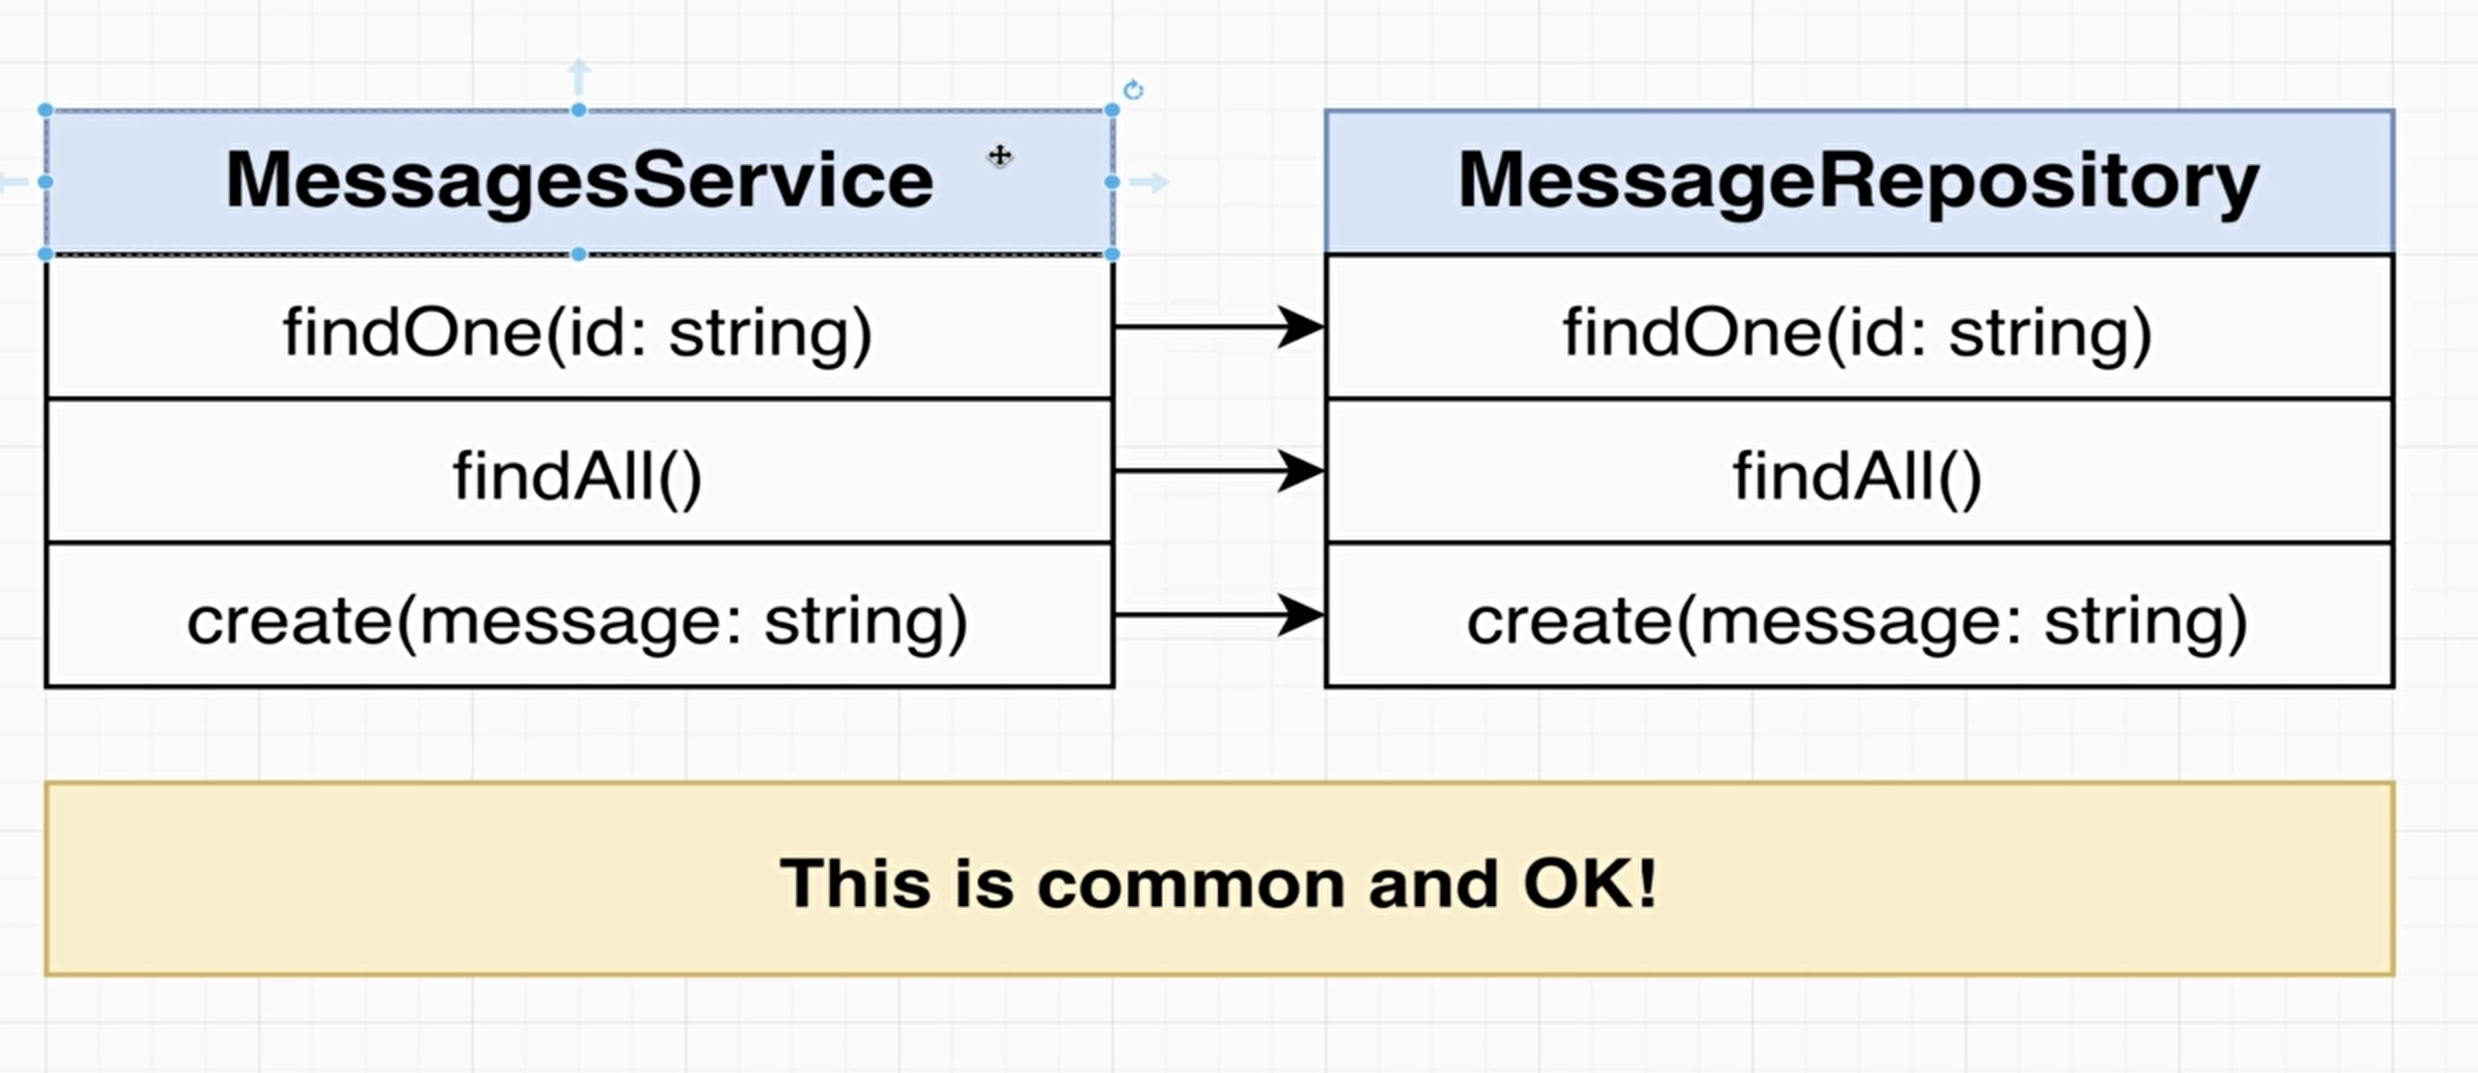 MessagesService
findOne(id: string)
findAll()
create(message: string)
MessageRepository
findOne(id: string)
findAll()
create(message: string)
This is common and OK!